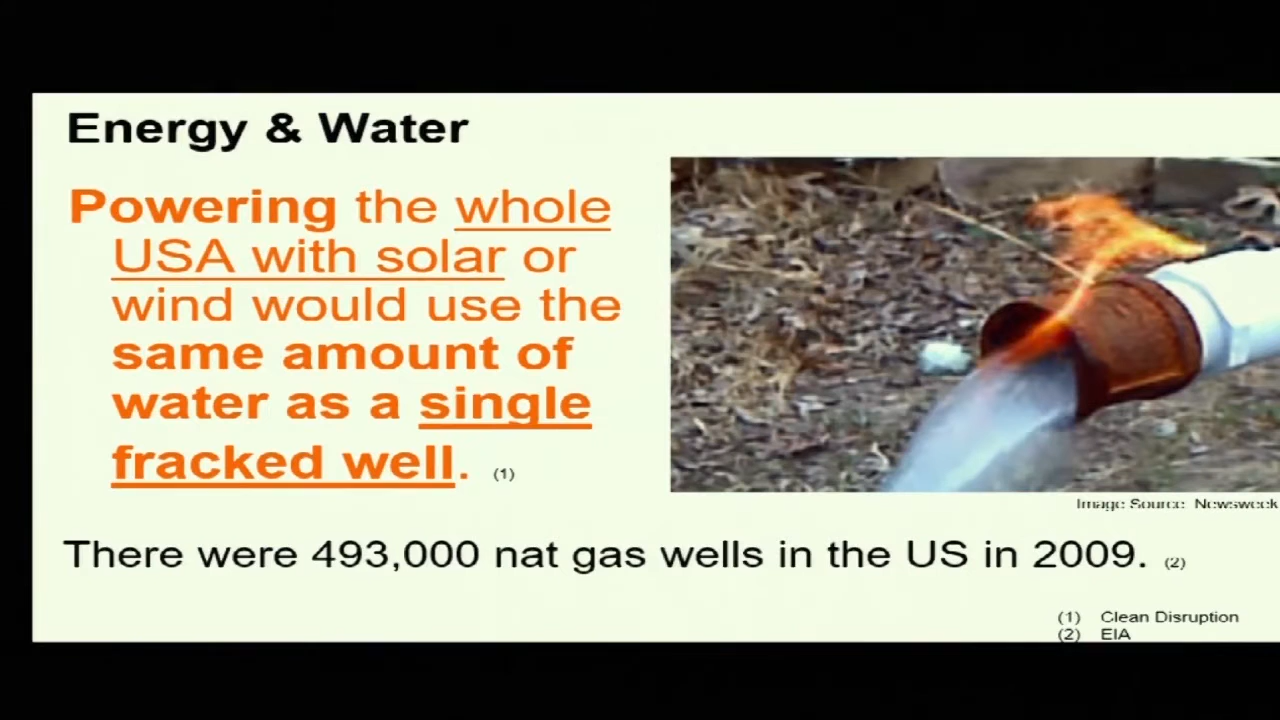 Energy & Water
Powering the whole
USA with solar or
wind would use the
same amount of
water as a single
fracked well. (1)
Image Source: Newsweek
There were 493,000 nat gas wells in the US in 2009. (2)
(1) Clean Disruption
(2) EIA